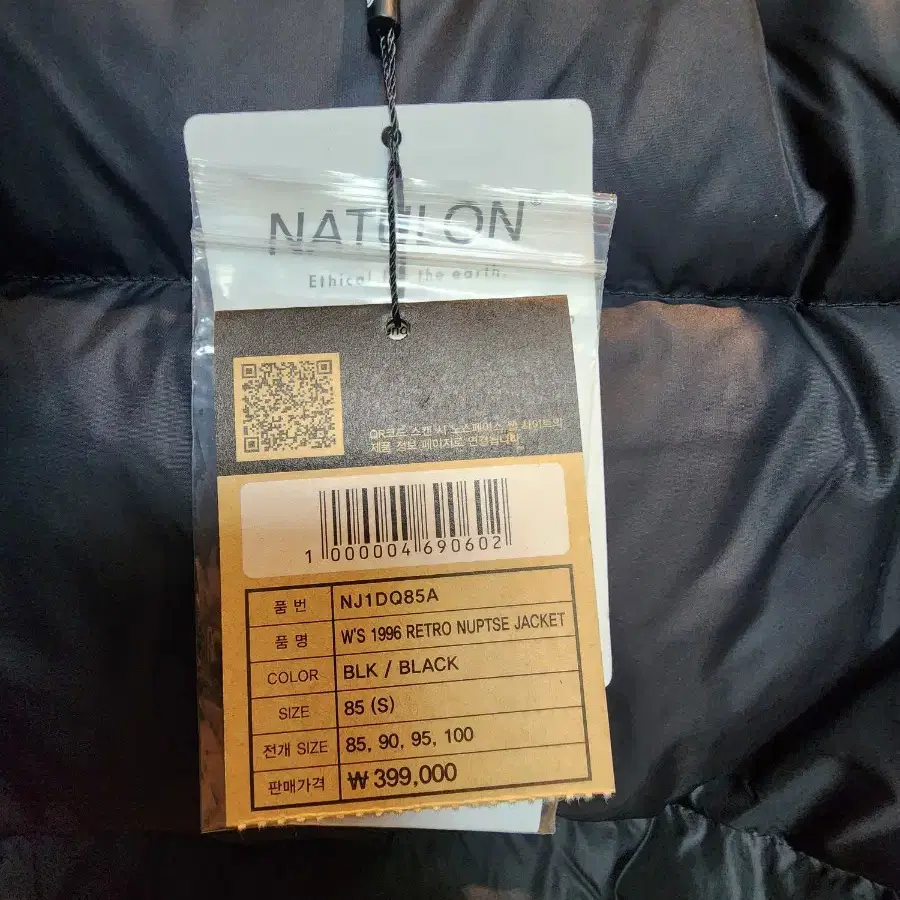 NATULON®
Ethical for the earth.
QR코드 스캔 시 노스페이스 웹 사이트의
제품 정보 페이지로 연결됩니다.
1 000004 690602
품 번 NJ1DQ85A
품 명 W'S 1996 RETRO NUPTSE JACKET
COLOR BLK / BLACK
SIZE 85 (S)
전개 SIZE 85, 90, 95, 100
판매가격 ₩ 399,000